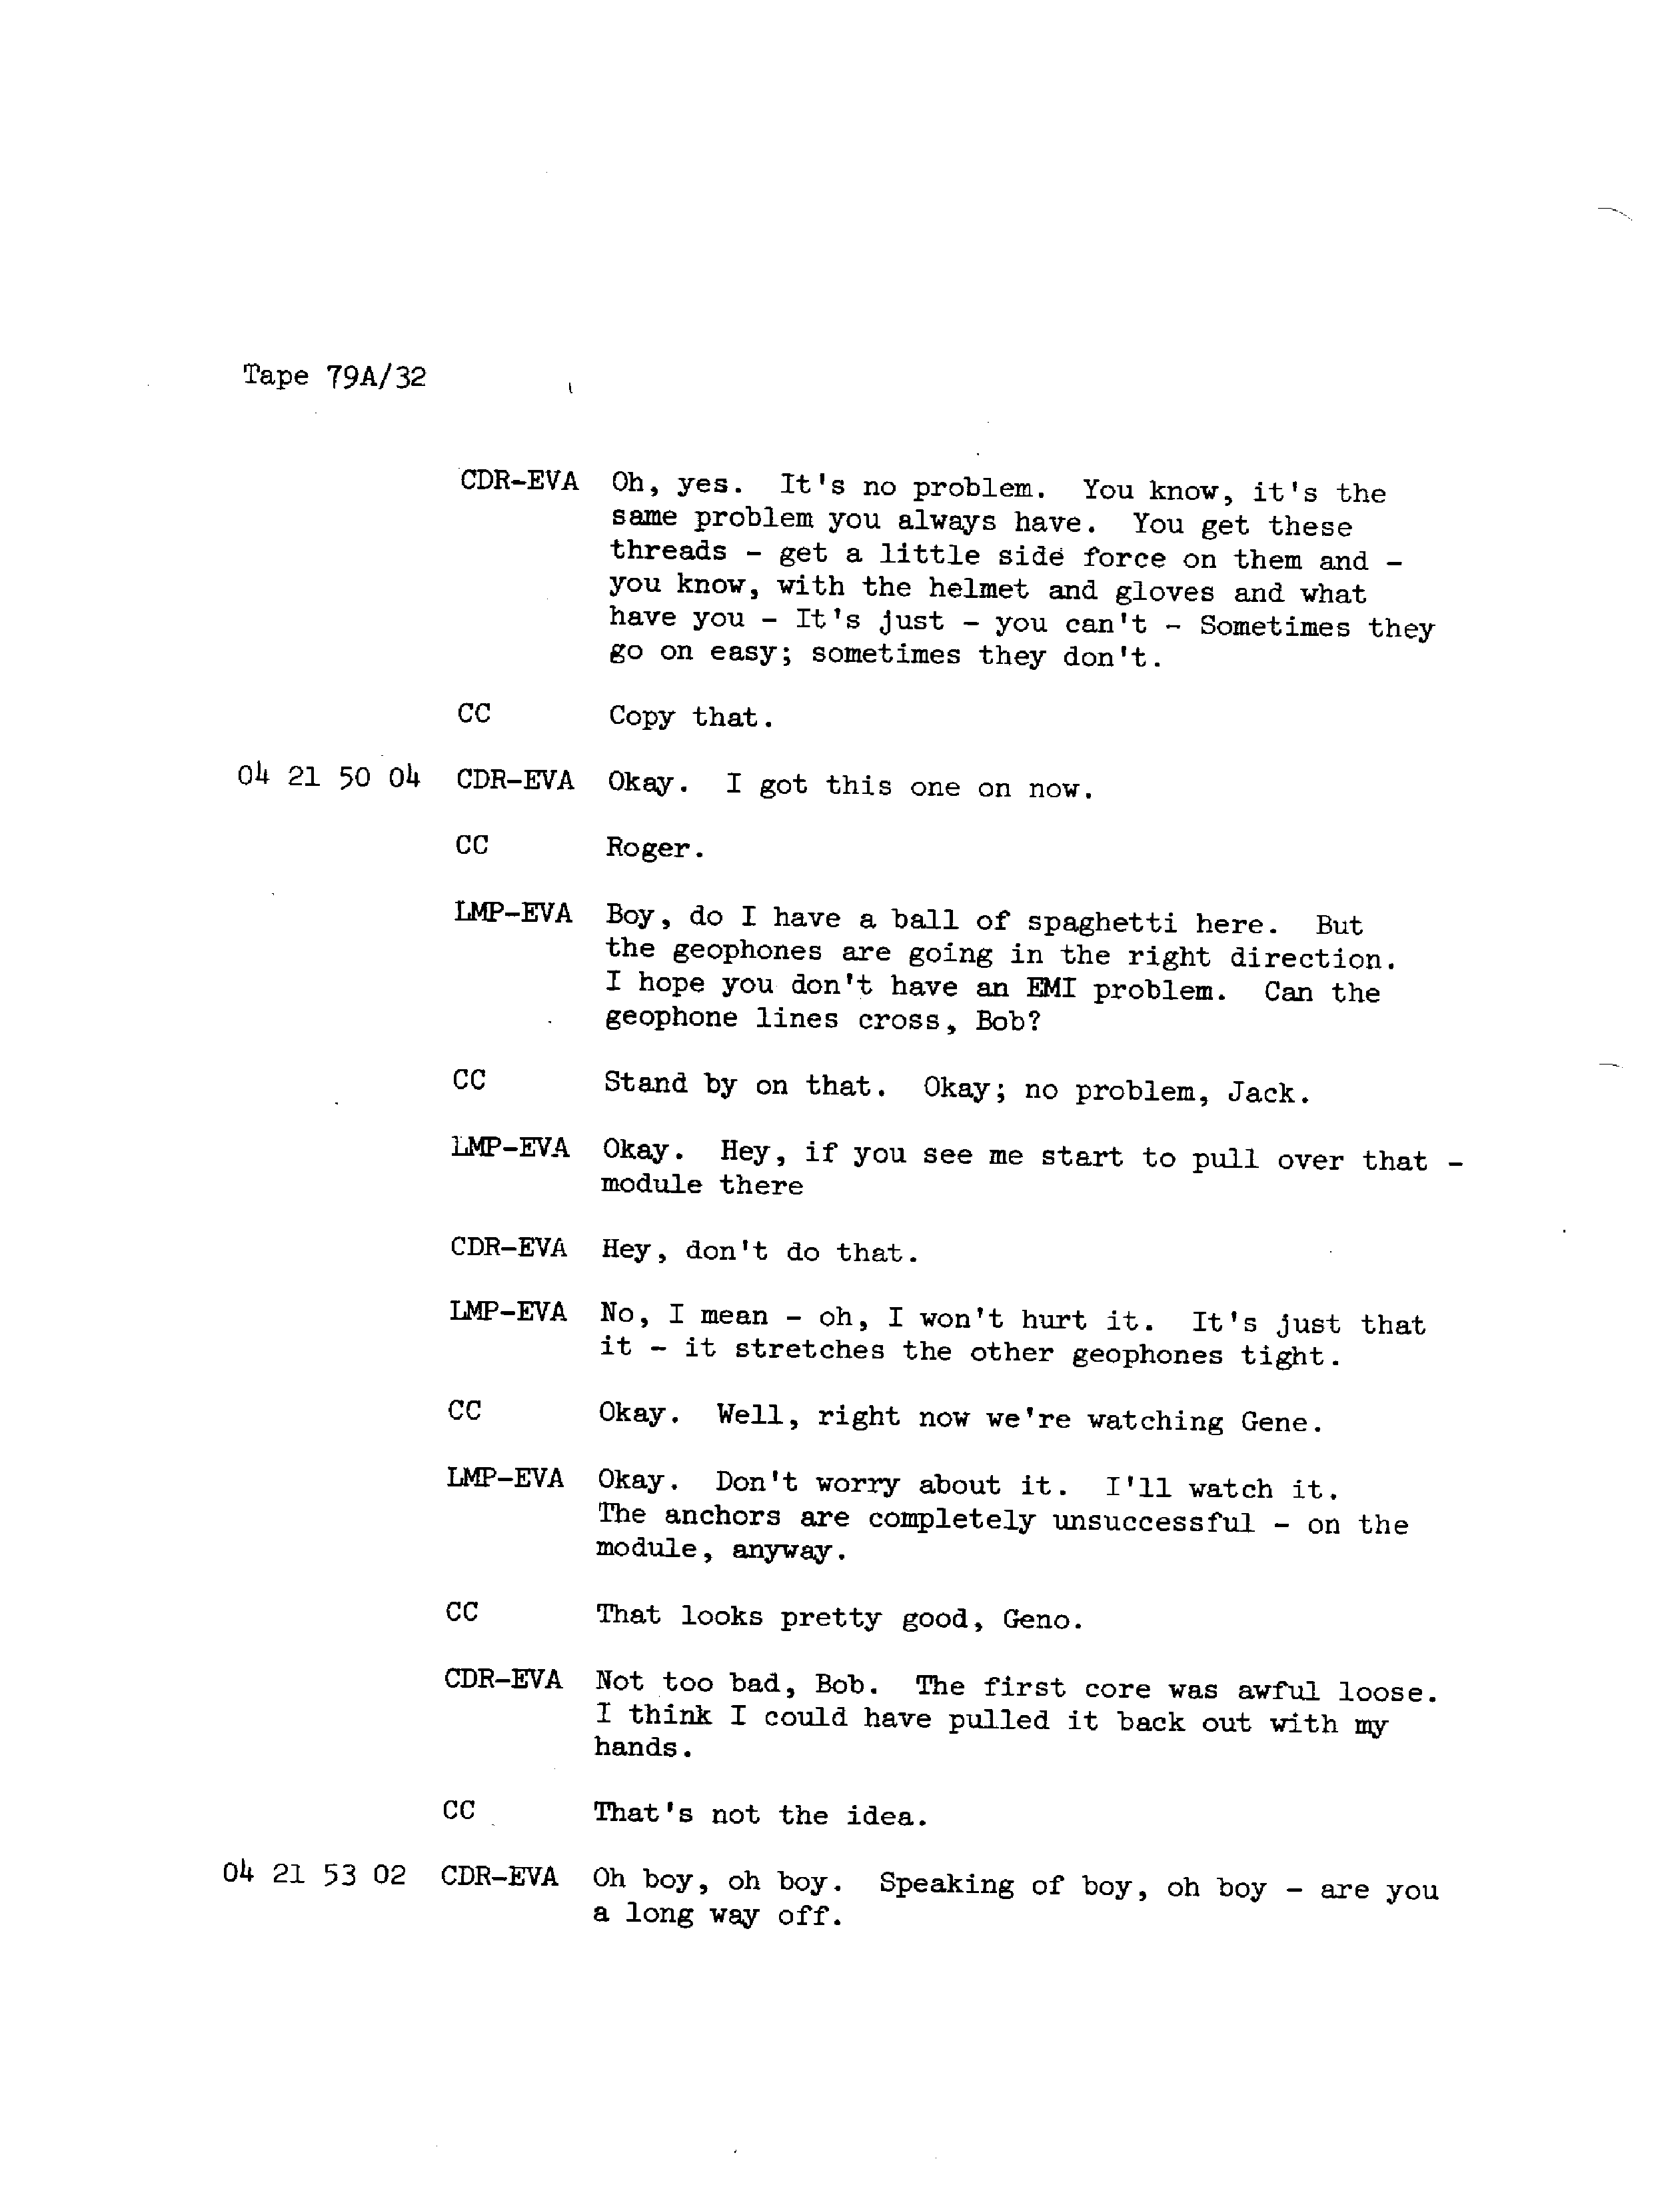 Tape 79A/32
CDR-EVA Oh, yes. It's no problem. You know, it's the
same problem you always have. You get these
threads - get a little side force on them and -
you know, with the helmet and gloves and what
have you - It's just - you can't - Sometimes they
go on easy; sometimes they don't.
CC Copy that.
04 21 50 04 CDR-EVA Okay. I got this one on now.
CC Roger.
LMP-EVA Boy, do I have a ball of spaghetti here. But
the geophones are going in the right direction.
I hope you don't have an EMI problem. Can the
geophone lines cross, Bob?
CC Stand by on that. Okay; no problem, Jack.
LMP-EVA Okay. Hey, if you see me start to pull over that -
module there
CDR-EVA Hey, don't do that.
LMP-EVA No, I mean - oh, I won't hurt it. It's just that
it - it stretches the other geophones tight.
CC Okay. Well, right now we're watching Gene.
LMP-EVA Okay. Don't worry about it. I'll watch it.
The anchors are completely unsuccessful - on the
module, anyway.
CC That looks pretty good, Geno.
CDR-EVA Not too bad, Bob. The first core was awful loose.
I think I could have pulled it back out with my
hands.
CC That's not the idea.
04 21 53 02 CDR-EVA Oh boy, oh boy. Speaking of boy, oh boy - are you
a long way off.